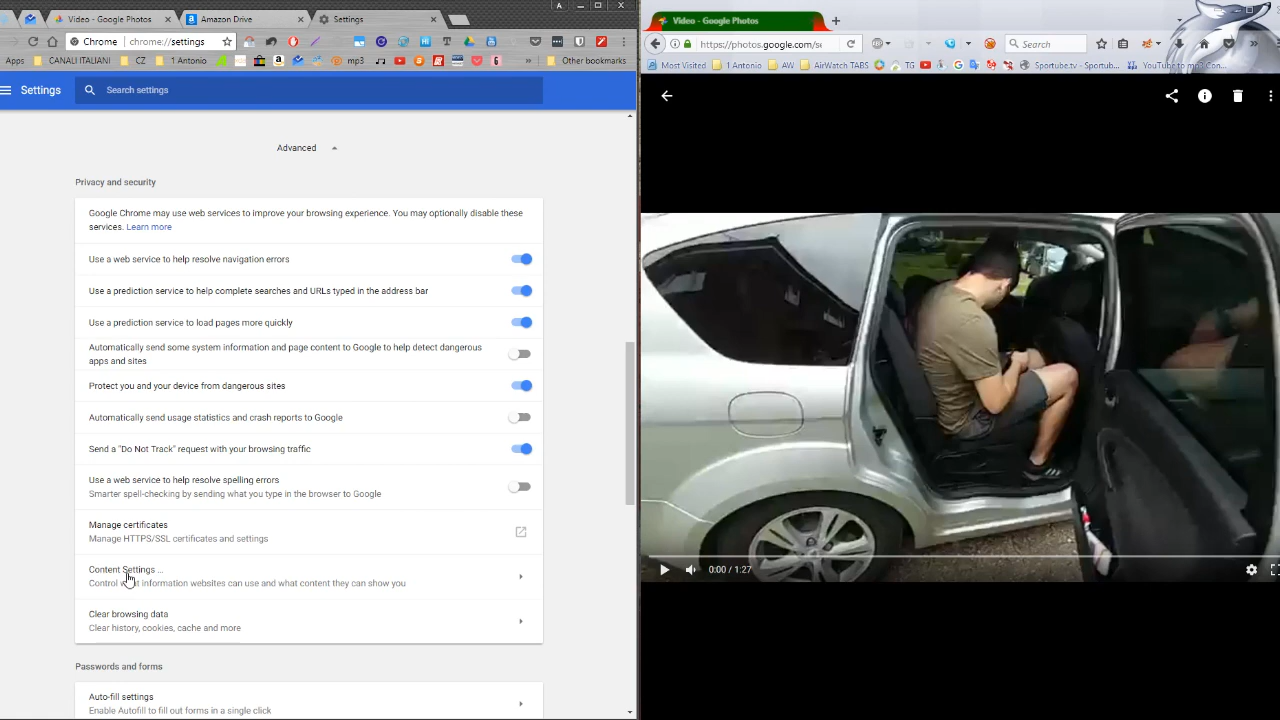 A
Video - Google Photos
Amazon Drive
Settings
Chrome
chrome://settings
CANALI ITALIANI
CZ
1 Antonio
mp3
Other bookmarks
Settings
Search settings
Advanced
Privacy and security
Google Chrome may use web services to improve your browsing experience. You may optionally disable these
services. Learn more
Use a web service to help resolve navigation errors
Use a prediction service to help complete searches and URLs typed in the address bar
Use a prediction service to load pages more quickly
Automatically send some system information and page content to Google to help detect dangerous
apps and sites
Protect you and your device from dangerous sites
Automatically send usage statistics and crash reports to Google
Send a "Do Not Track" request with your browsing traffic
Use a web service to help resolve spelling errors
Smarter spell-checking by sending what you type in the browser to Google
Manage certificates
Manage HTTPS/SSL certificates and settings
Content Settings ...
Control information websites can use and what content they can show you
Clear browsing data
Clear history, cookies, cache and more
Passwords and forms
Auto-fill settings
Enable Autofill to fill out forms in a single click
Video - Google Photos
https://photos.google.com/se
Search
Most Visited
1 Antonio
AW
AirWatch TABS
TG
Sportube.tv - Sportub...
YouTube to mp3 Con...
0:00 / 1:27